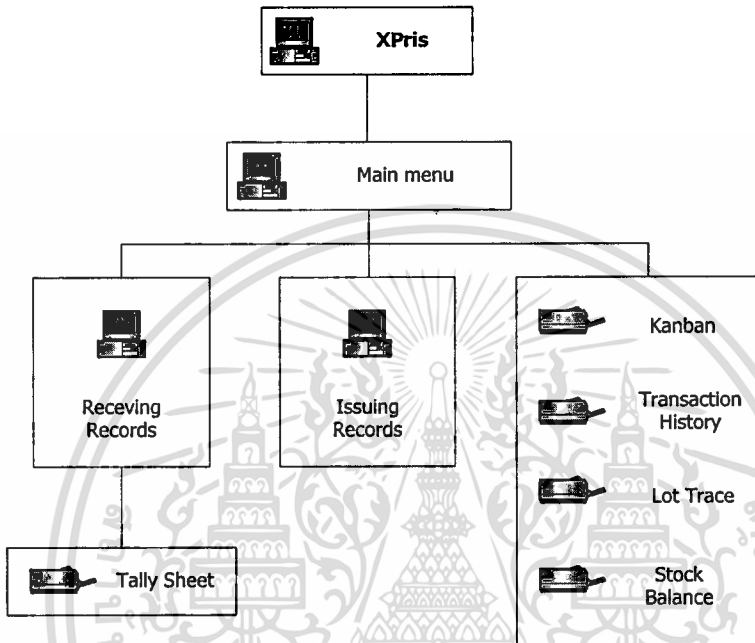 XPris
Main menu
Receving
Records
Issuing
Records
Kanban
Transaction
History
Lot Trace
Stock
Balance
Tally Sheet